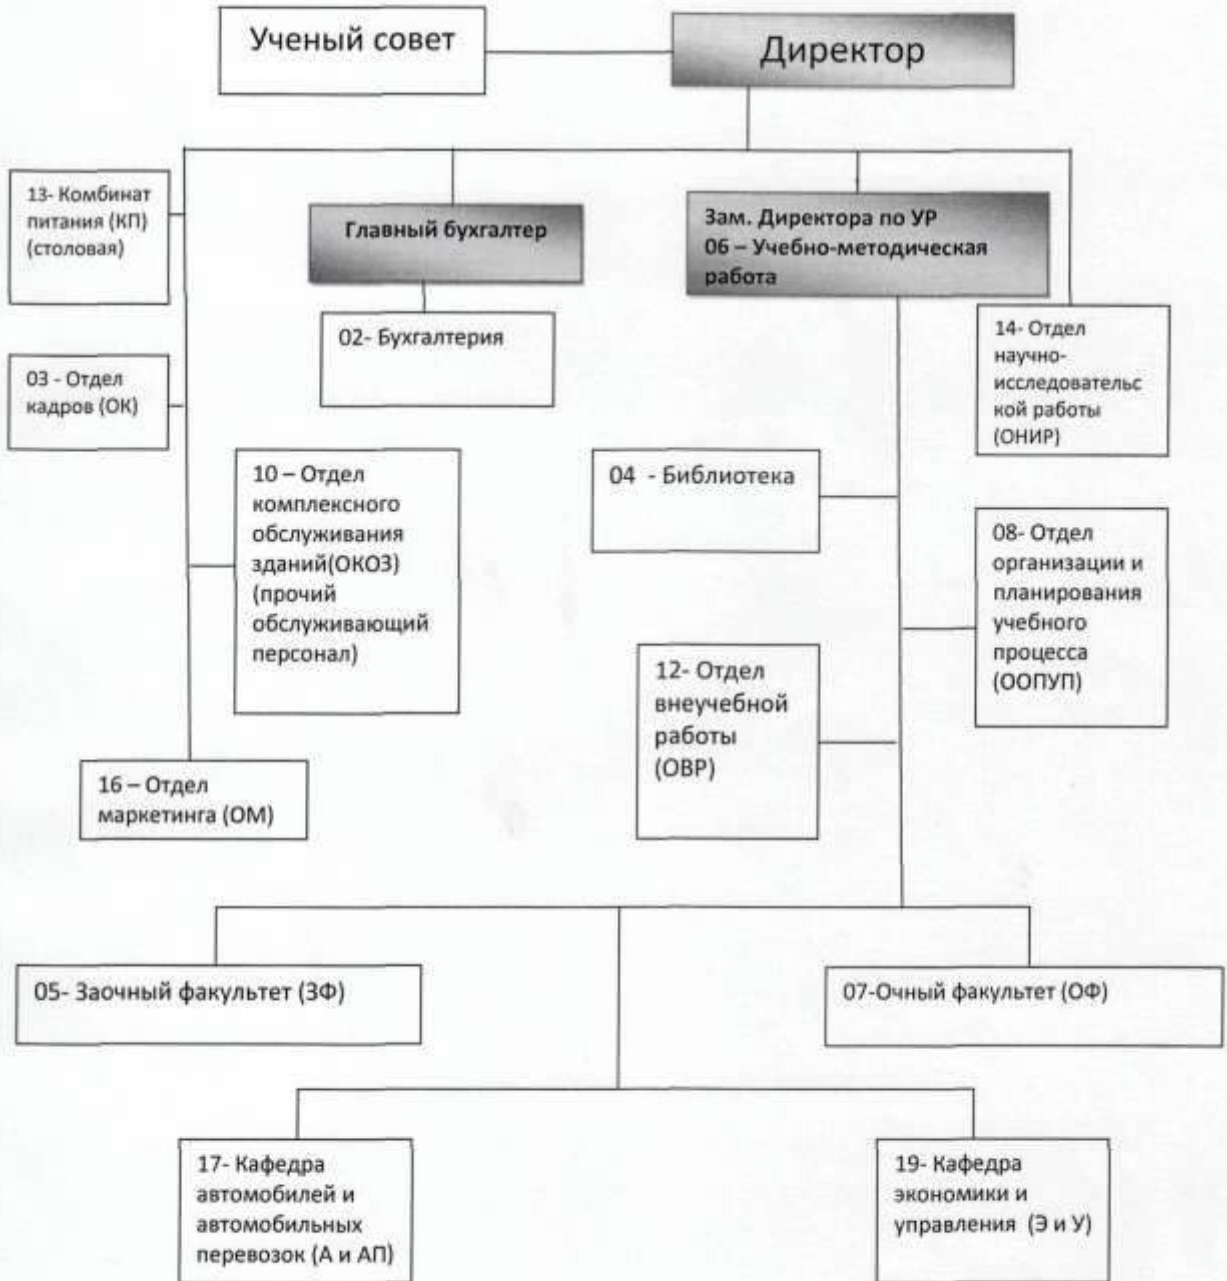 Ученый совет
Директор
13- Комбинат
питания (КП)
(столовая)
Главный бухгалтер
Зам. Директора по УР
06 – Учебно-методическая
работа
02- Бухгалтерия
14- Отдел
научно-
исследовательс
кой работы
(ОНИР)
03 - Отдел
кадров (ОК)
10 – Отдел
комплексного
обслуживания
зданий(ОКОЗ)
(прочий
обслуживающий
персонал)
04 - Библиотека
08- Отдел
организации и
планирования
учебного
процесса
(ООПУП)
12- Отдел
внеучебной
работы
(ОВР)
16 – Отдел
маркетинга (ОМ)
05- Заочный факультет (ЗФ)
07-Очный факультет (ОФ)
17- Кафедра
автомобилей и
автомобильных
перевозок (А и АП)
19- Кафедра
экономики и
управления (Э и У)